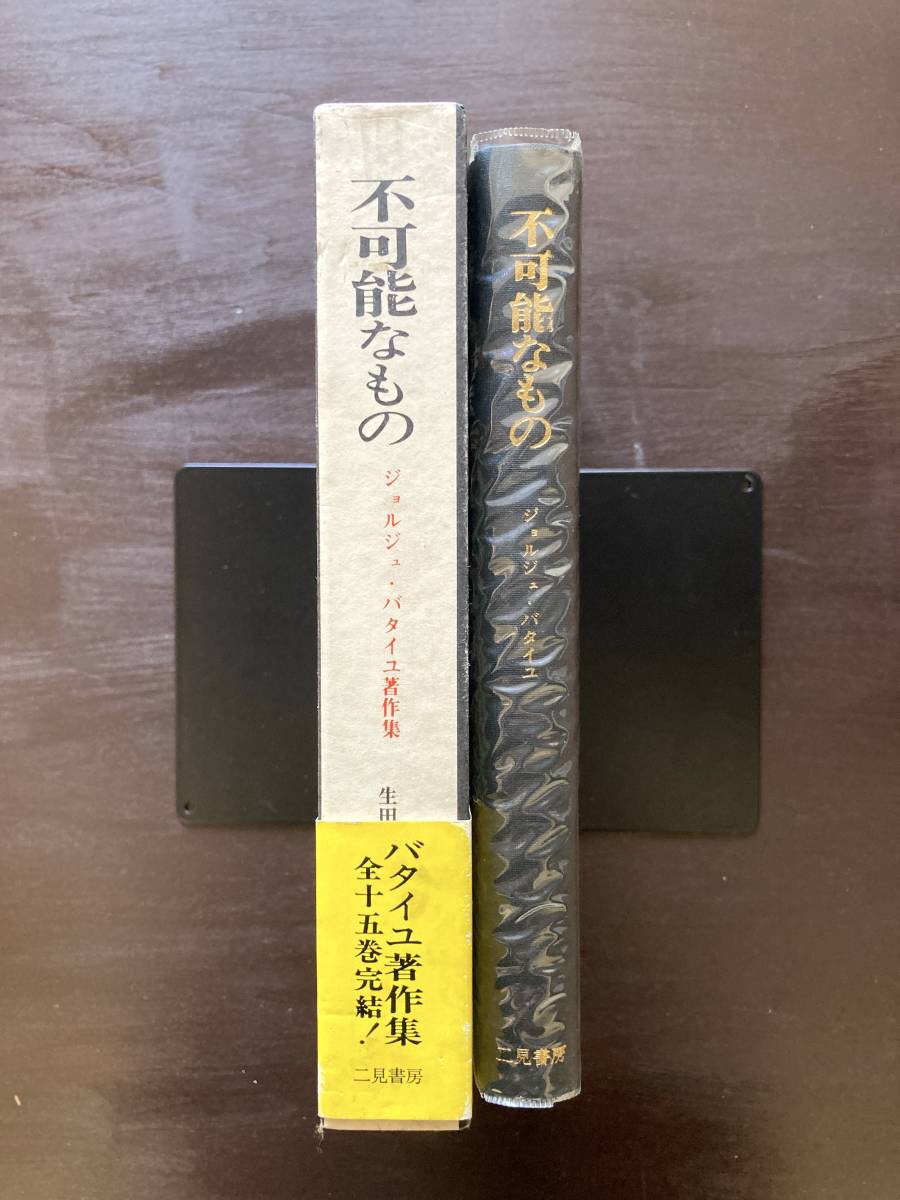 不可能なもの
ジョルジュ・バタイユ著作集
生田
バタイユ著作集
全十五巻完結!
二見書房
不可能なもの
ジョルジュ・バタイユ
二見書房